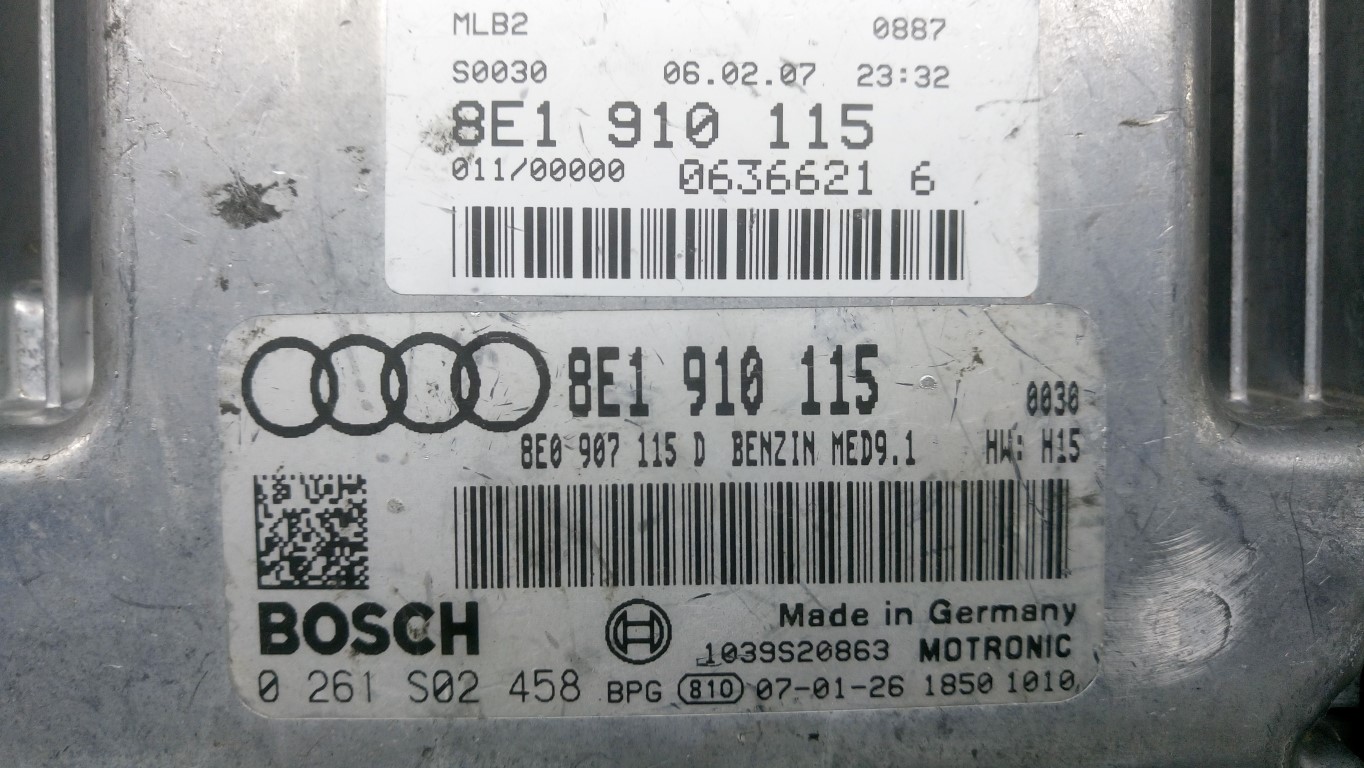 MLB2 0887
S0030 06.02.07 23:32
8E1 910 115
011/00000 0636621 6
8E1 910 115 0030
8E0 907 115 D BENZIN MED9.1 HW: H15
BOSCH Made in Germany
1039S20863 MOTRONIC
0 261 S02 458 BPG 810 07-01-26 1850 1010